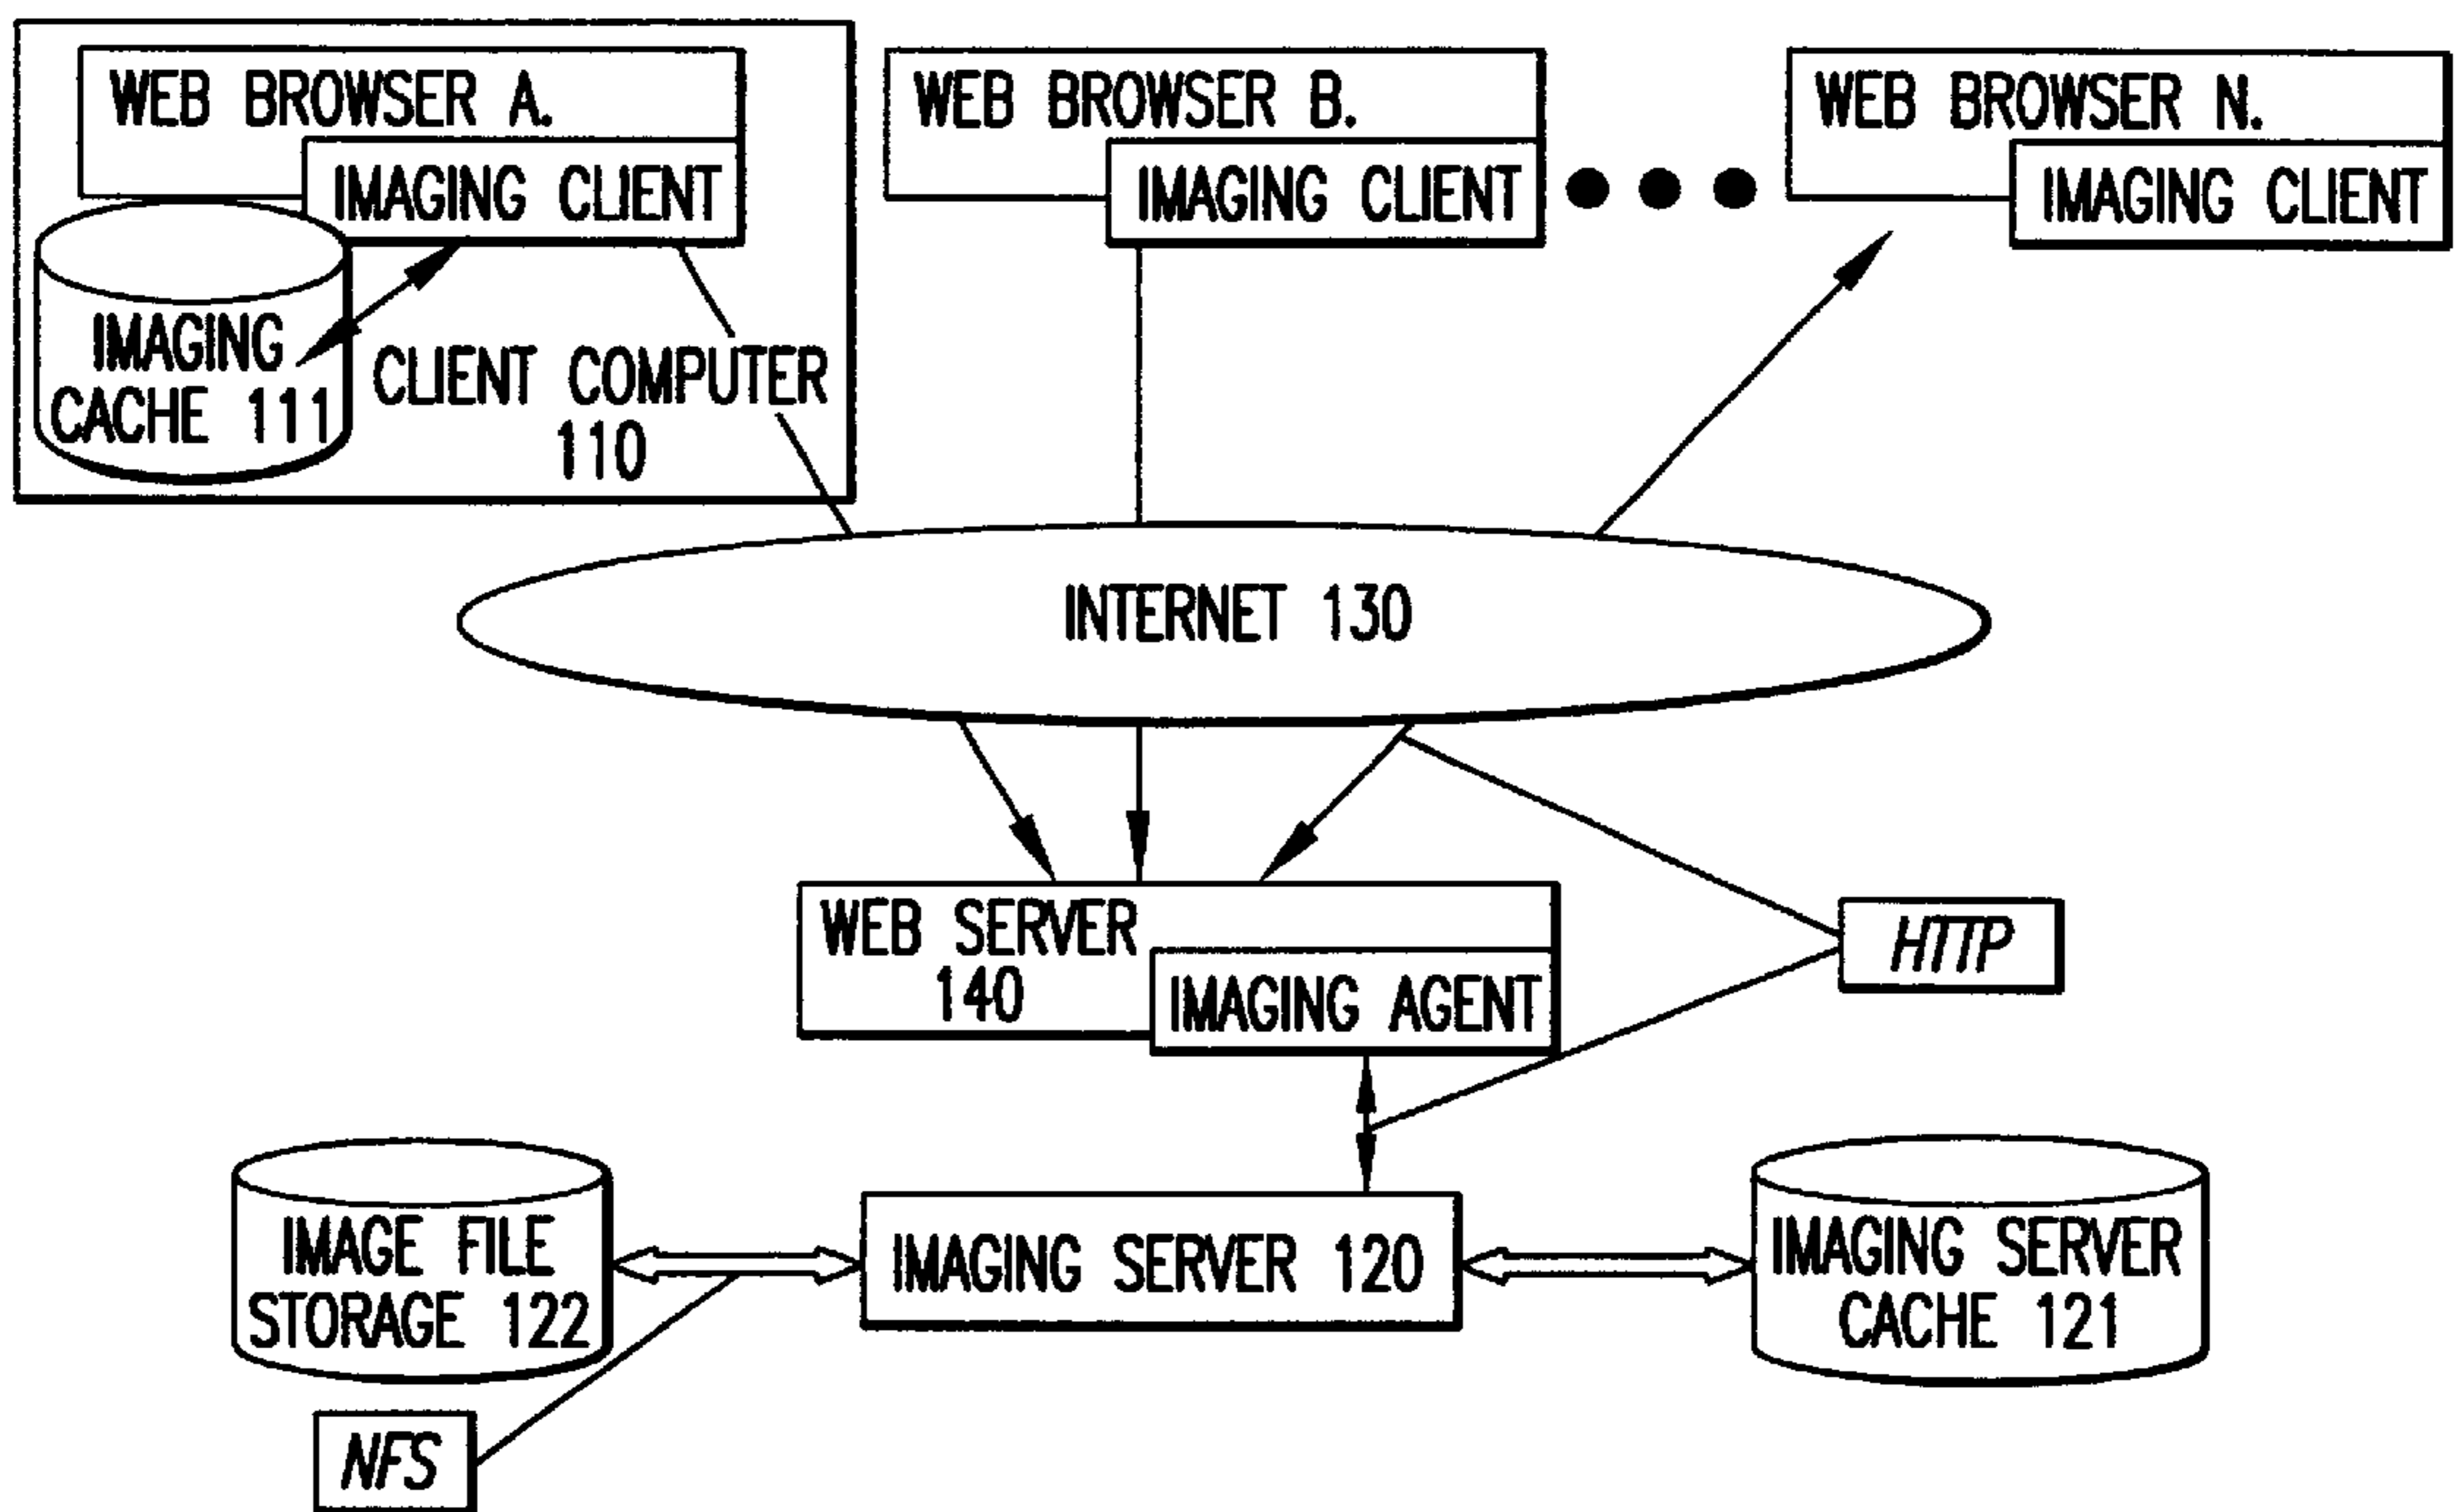 WEB BROWSER A.
IMAGING CLIENT
IMAGING
CACHE 111
CLIENT COMPUTER
110
WEB BROWSER B.
IMAGING CLIENT
WEB BROWSER N.
IMAGING CLIENT
INTERNET 130
WEB SERVER
140
IMAGING AGENT
HTTP
IMAGE FILE
STORAGE 122
IMAGING SERVER 120
IMAGING SERVER
CACHE 121
NFS